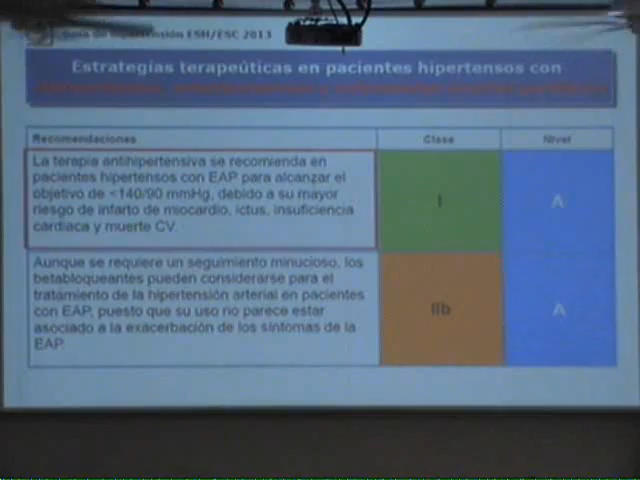 Guía de hipertensión ESH/ESC 2013
Estrategías terapeúticas en pacientes hipertensos con
Recomendaciones Clase Nivel
La terapia antihipertensiva se recomienda en
pacientes hipertensos con EAP para alcanzar el
objetivo de <140/90 mmHg, debido a su mayor
riesgo de infarto de miocardio, ictus, insuficiencia
cardiaca y muerte CV.
I A
Aunque se requiere un seguimiento minucioso, los
betabloqueantes pueden considerarse para el
tratamiento de la hipertensión arterial en pacientes
con EAP, puesto que su uso no parece estar
asociado a la exacerbación de los síntomas de la
EAP.
IIb A